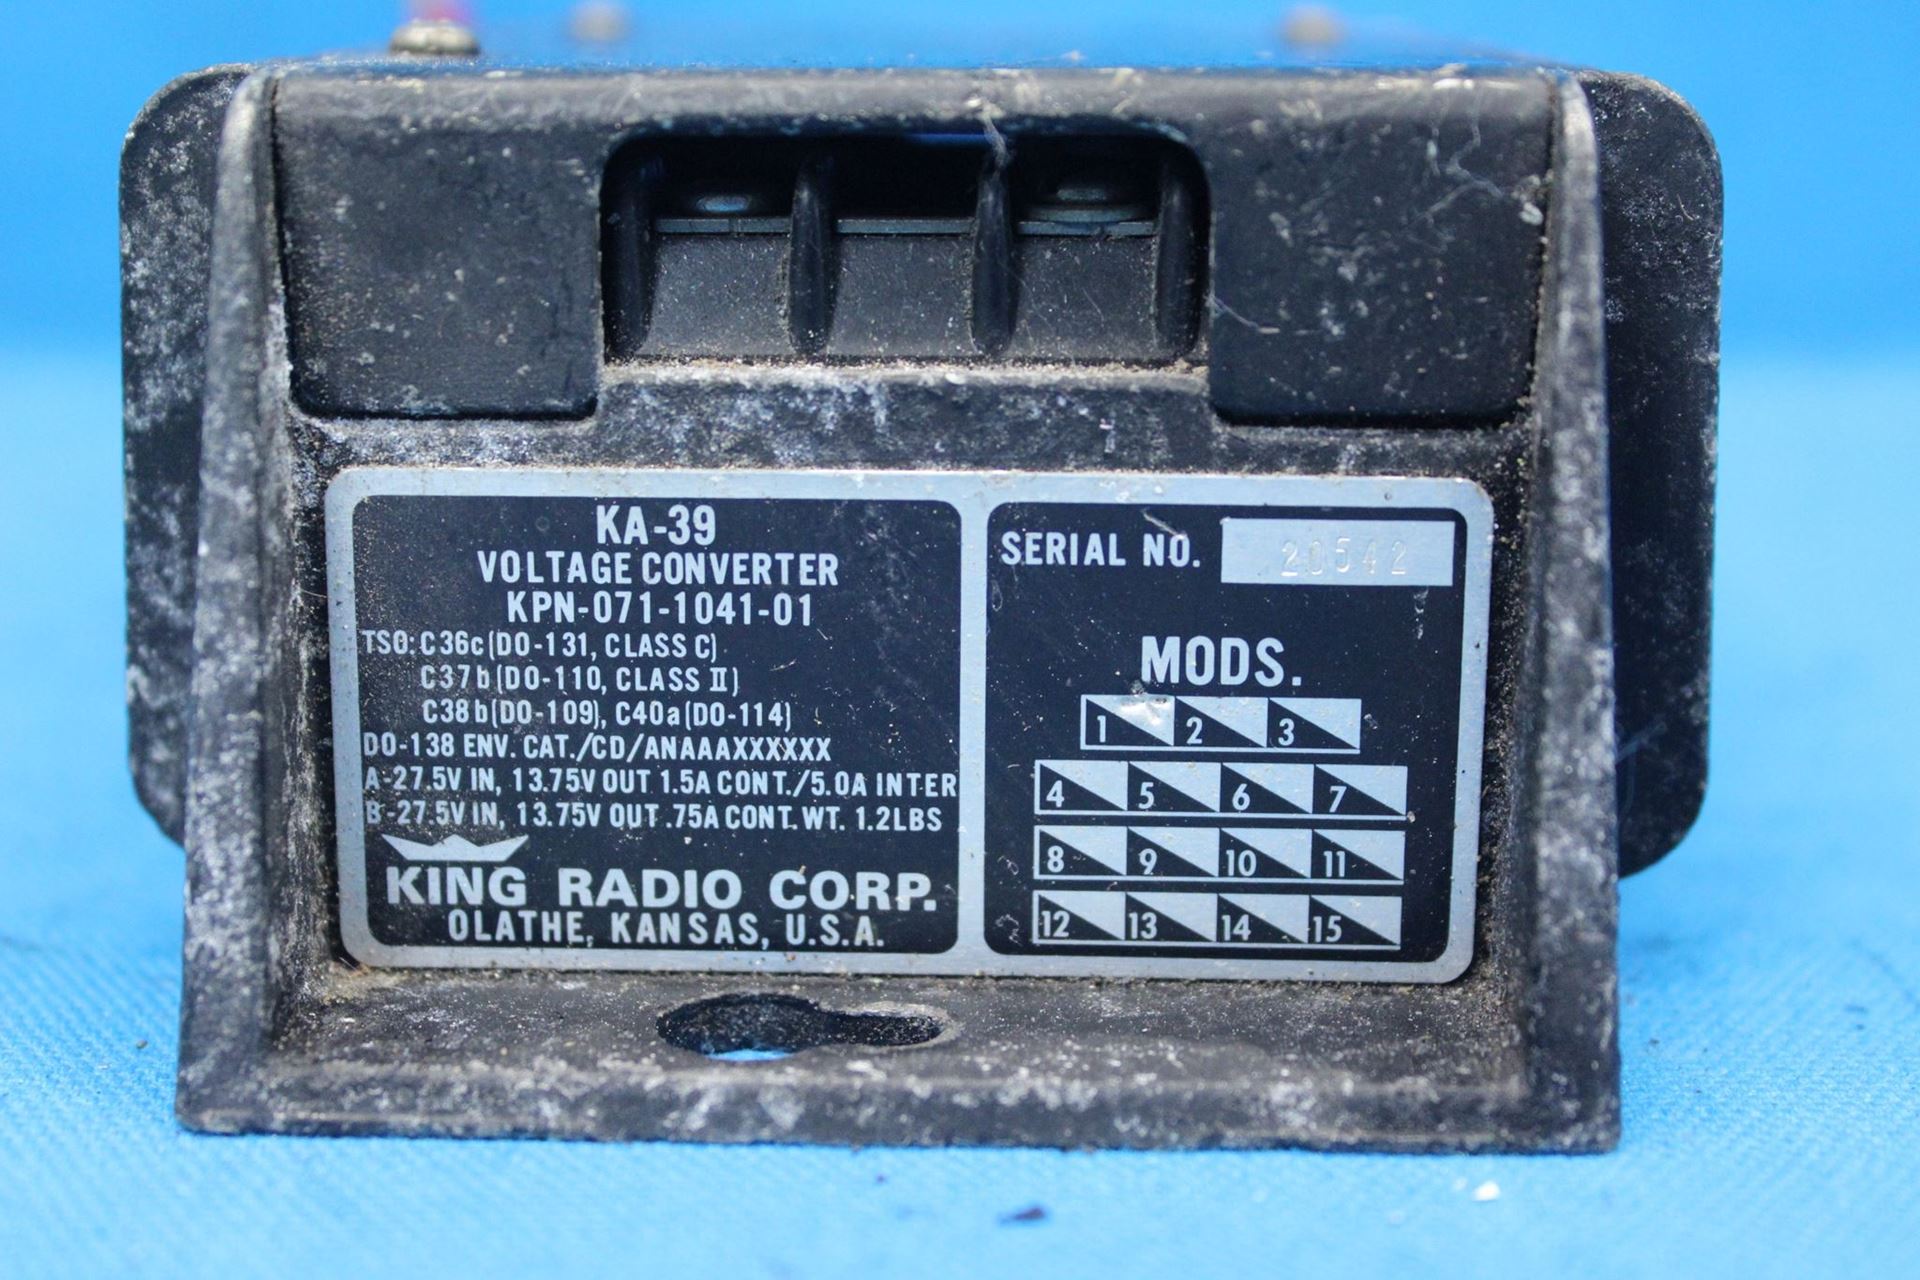 KA-39
VOLTAGE CONVERTER
KPN-071-1041-01
TSO: C36c(DO-131, CLASS C)
C37b(DO-110, CLASS II)
C38b(DO-109), C40a(DO-114)
DO-138 ENV. CAT./CD/ANAAAXXXXXX
A-27.5V IN, 13.75V OUT 1.5A CONT./5.0A INTER
B-27.5V IN, 13.75V OUT .75A CONT. WT. 1.2LBS
KING RADIO CORP.
OLATHE, KANSAS, U.S.A.
SERIAL NO. 20542
MODS.
1 2 3
4 5 6 7
8 9 10 11
12 13 14 15